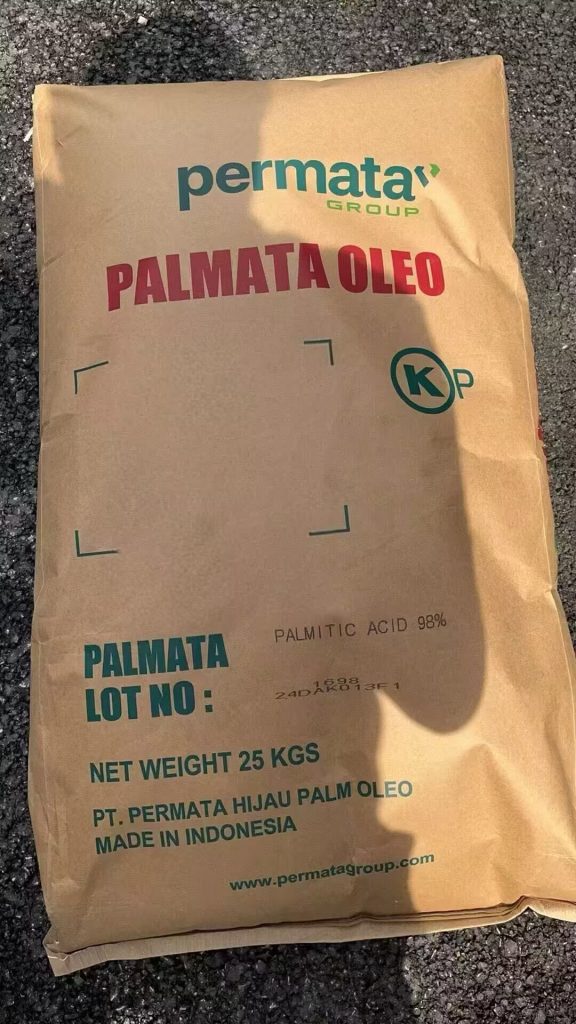 permata
GROUP
PALMATA OLEO
K P
PALMITIC ACID 98%
PALMATA
1698
LOT NO : 24DAK013F1
NET WEIGHT 25 KGS
PT. PERMATA HIJAU PALM OLEO
MADE IN INDONESIA
www.permatagroup.com